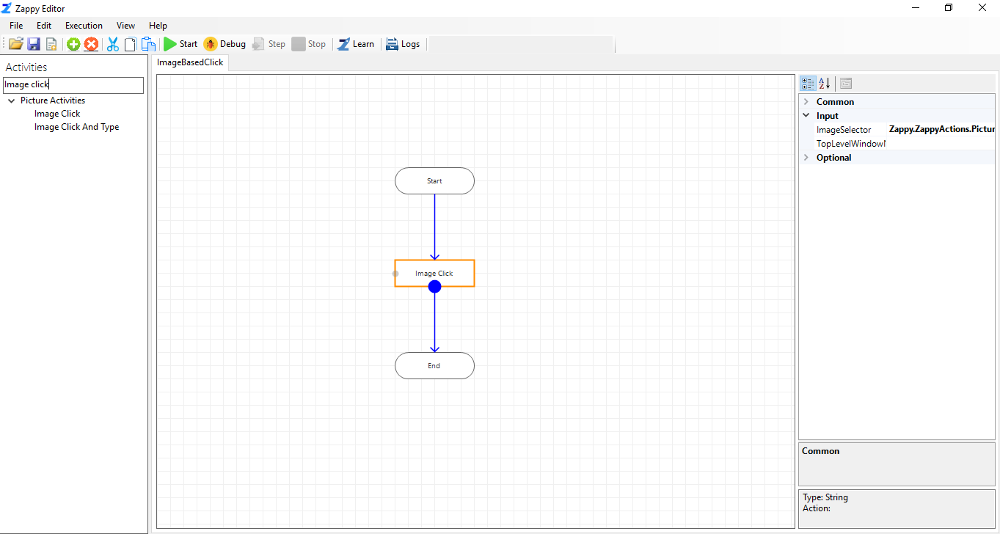 Zappy Editor
File Edit Execution View Help
Start Debug Step Stop Learn Logs
Activities
Image click
Picture Activities
Image Click
Image Click And Type
ImageBasedClick
Start
Image Click
End
Common
Input
ImageSelector Zappy.ZappyActions.Pictur
TopLevelWindow
Optional
Common
Type: String
Action: